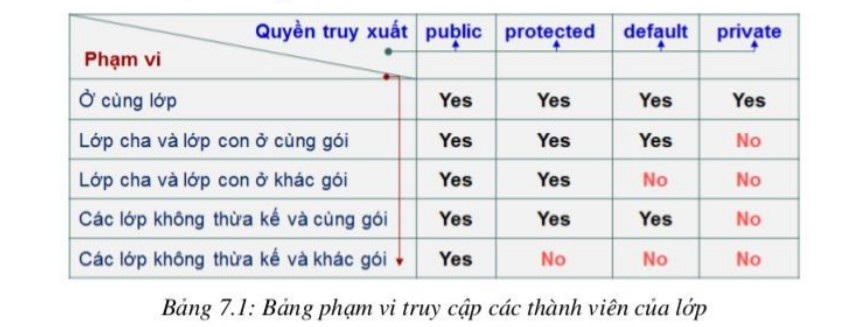 Quyền truy xuất public protected default private
Phạm vi
Ở cùng lớp Yes Yes Yes Yes
Lớp cha và lớp con ở cùng gói Yes Yes Yes No
Lớp cha và lớp con ở khác gói Yes Yes No No
Các lớp không thừa kế và cùng gói Yes Yes Yes No
Các lớp không thừa kế và khác gói Yes No No No
Bảng 7.1: Bảng phạm vi truy cập các thành viên của lớp